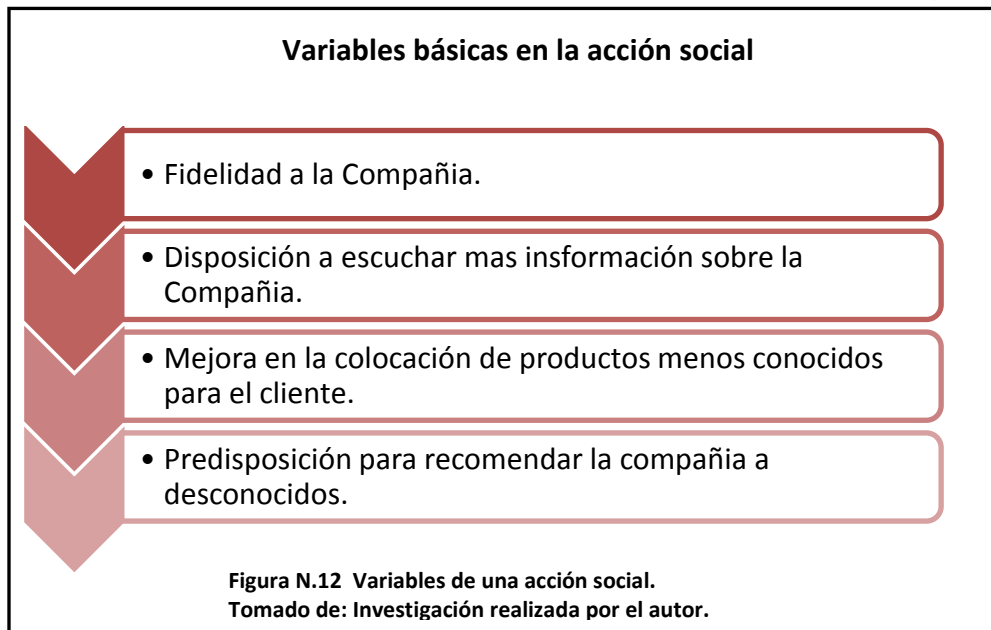 Variables básicas en la acción social
• Fidelidad a la Compañia.
• Disposición a escuchar mas insformación sobre la
Compañia.
• Mejora en la colocación de productos menos conocidos
para el cliente.
• Predisposición para recomendar la compañia a
desconocidos.
Figura N.12 Variables de una acción social.
Tomado de: Investigación realizada por el autor.